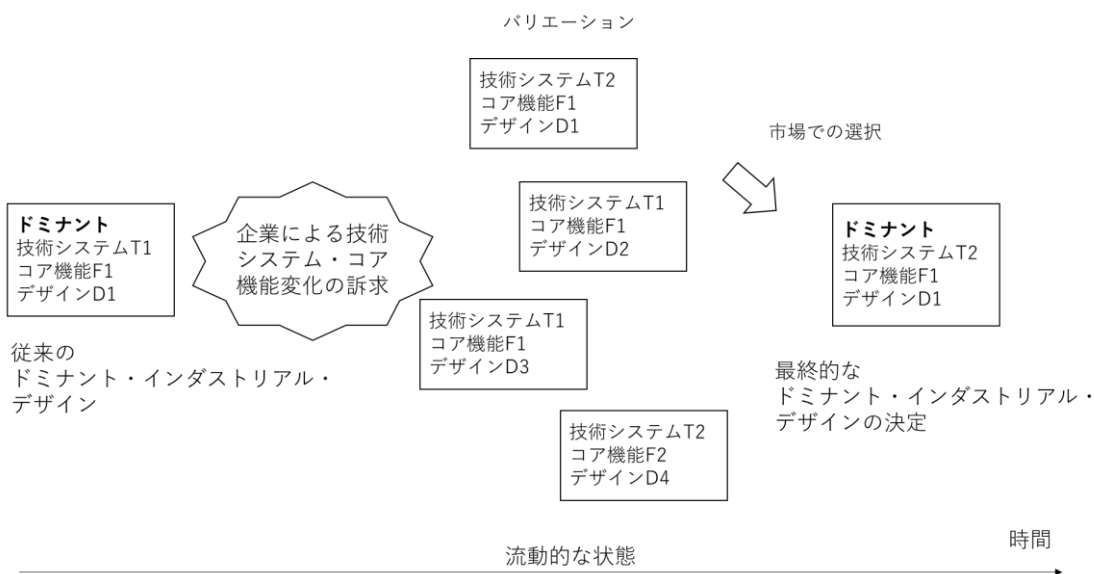 バリエーション
技術システムT2
コア機能F1
デザインD1
市場での選択
ドミナント
技術システムT1
コア機能F1
デザインD1
企業による技術
システム・コア
機能変化の訴求
技術システムT1
コア機能F1
デザインD2
ドミナント
技術システムT2
コア機能F1
デザインD1
技術システムT1
コア機能F1
デザインD3
従来の
ドミナント・インダストリアル・
デザイン
最終的な
ドミナント・インダストリアル・
デザインの決定
技術システムT2
コア機能F2
デザインD4
流動的な状態
時間